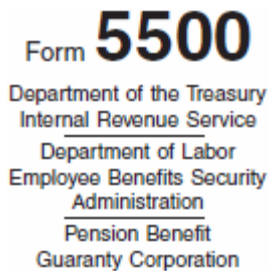 Form 5500
Department of the Treasury
Internal Revenue Service
Department of Labor
Employee Benefits Security
Administration
Pension Benefit
Guaranty Corporation